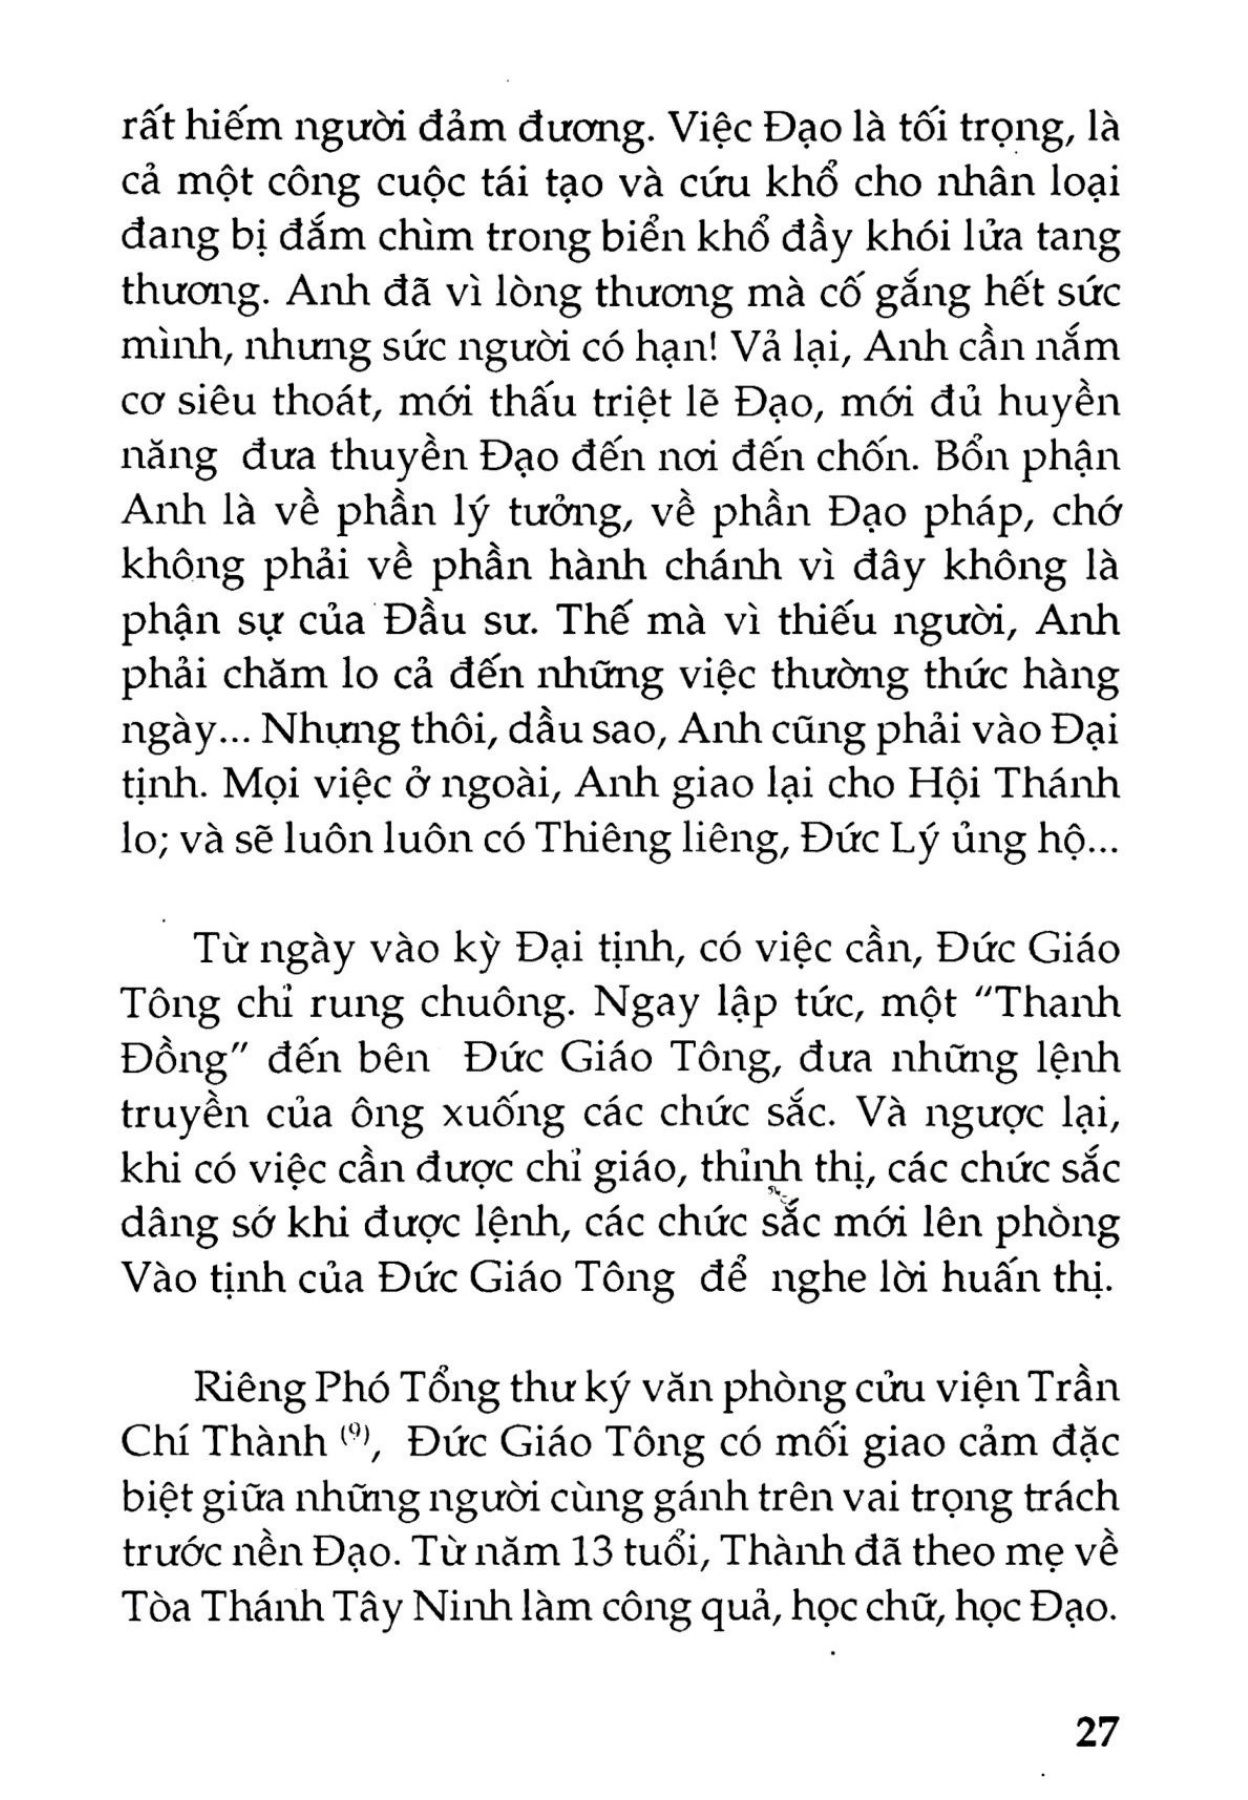 rất hiếm người đảm đương. Việc Đạo là tối trọng, là
cả một công cuộc tái tạo và cứu khổ cho nhân loại
đang bị đắm chìm trong biển khổ đầy khói lửa tang
thương. Anh đã vì lòng thương mà cố gắng hết sức
mình, nhưng sức người có hạn! Vả lại, Anh cần nắm
cơ siêu thoát, mới thấu triệt lẽ Đạo, mới đủ huyền
năng đưa thuyền Đạo đến nơi đến chốn. Bổn phận
Anh là về phần lý tưởng, về phần Đạo pháp, chớ
không phải về phần hành chánh vì đây không là
phận sự của Đầu sư. Thế mà vì thiếu người, Anh
phải chăm lo cả đến những việc thường thức hàng
ngày... Nhựng thôi, dầu sao, Anh cũng phải vào Đại
tịnh. Mọi việc ở ngoài, Anh giao lại cho Hội Thánh
lo; và sẽ luôn luôn có Thiêng liêng, Đức Lý ủng hộ...
Từ ngày vào kỳ Đại tịnh, có việc cần, Đức Giáo
Tông chỉ rung chuông. Ngay lập tức, một "Thanh
Đồng" đến bên Đức Giáo Tông, đưa những lệnh
truyền của ông xuống các chức sắc. Và ngược lại,
khi có việc cần được chỉ giáo, thỉnh thị, các chức sắc
dâng sớ khi được lệnh, các chức sắc mới lên phòng
Vào tịnh của Đức Giáo Tông để nghe lời huấn thị.
Riêng Phó Tổng thư ký văn phòng cửu viện Trần
Chí Thành (9), Đức Giáo Tông có mối giao cảm đặc
biệt giữa những người cùng gánh trên vai trọng trách
trước nền Đạo. Từ năm 13 tuổi, Thành đã theo mẹ về
Tòa Thánh Tây Ninh làm công quả, học chữ, học Đạo.
27